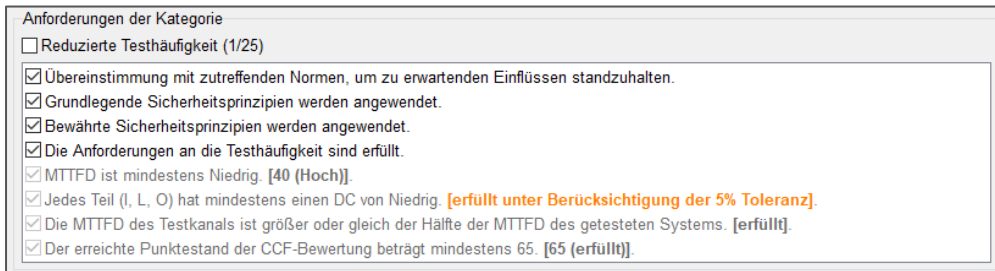 Anforderungen der Kategorie
Reduzierte Testhäufigkeit (1/25)
Übereinstimmung mit zutreffenden Normen, um zu erwartenden Einflüssen standzuhalten.
Grundlegende Sicherheitsprinzipien werden angewendet.
Bewährte Sicherheitsprinzipien werden angewendet.
Die Anforderungen an die Testhäufigkeit sind erfüllt.
MTTFD ist mindestens Niedrig. [40 (Hoch)].
Jedes Teil (I, L, O) hat mindestens einen DC von Niedrig. [erfüllt unter Berücksichtigung der 5% Toleranz].
Die MTTFD des Testkanals ist größer oder gleich der Hälfte der MTTFD des getesteten Systems. [erfüllt].
Der erreichte Punktestand der CCF-Bewertung beträgt mindestens 65. [65 (erfüllt)].